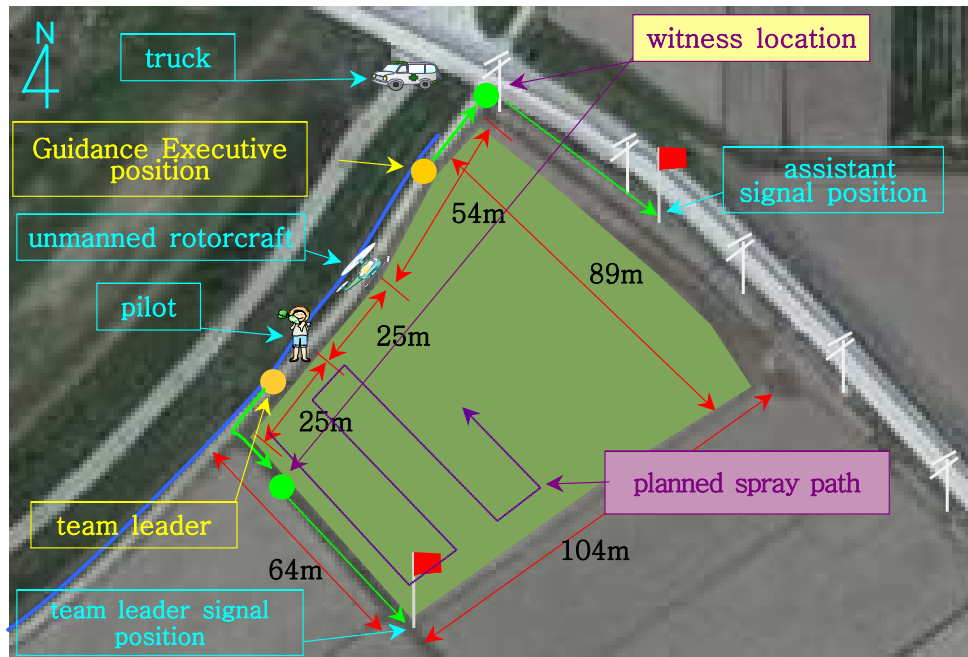 N
truck
witness location
Guidance Executive
position
assistant
signal position
54m
unmanned rotorcraft
89m
pilot
25m
25m
planned spray path
team leader
104m
64m
team leader signal
position